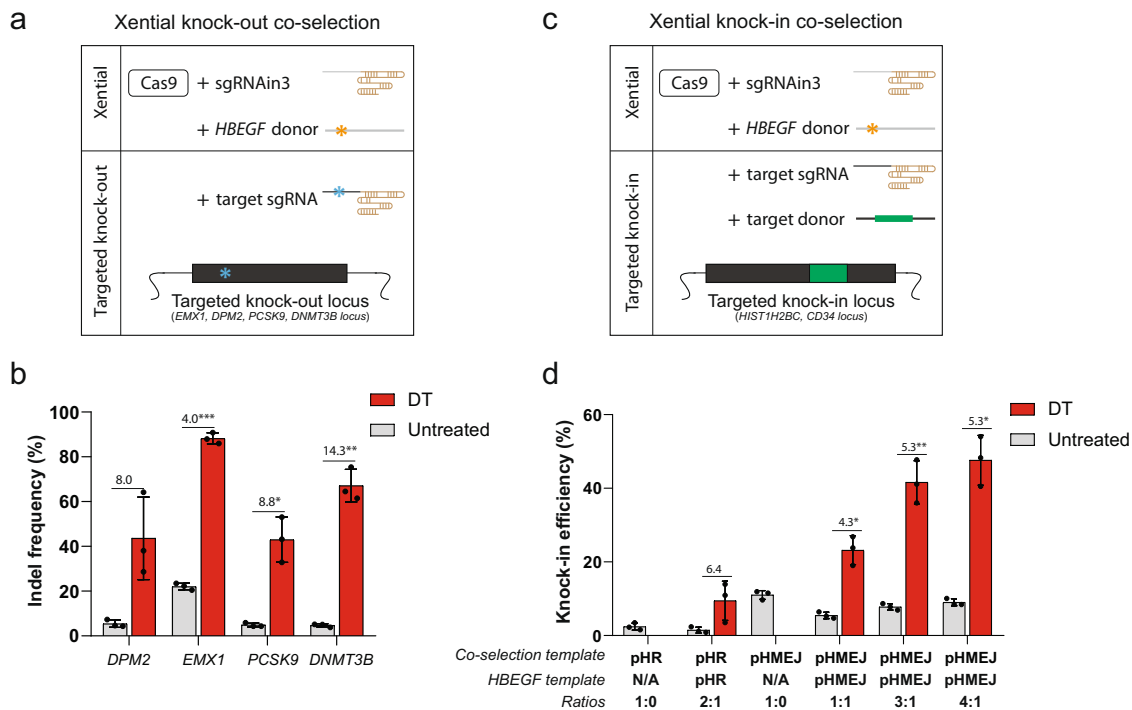 a
Xential knock-out co-selection
Xential
Cas9 + sgRNAin3
+ HBEGF donor
Targeted knock-out
+ target sgRNA
Targeted knock-out locus
(EMX1, DPM2, PCSK9, DNMT3B locus)
c
Xential knock-in co-selection
Xential
Cas9 + sgRNAin3
+ HBEGF donor
Targeted knock-in
+ target sgRNA
+ target donor
Targeted knock-in locus
(HIST1H2BC, CD34 locus)
b
DT
Untreated
Indel frequency (%)
100
80
60
40
20
0
8.0
4.0***
8.8*
14.3**
DPM2 EMX1 PCSK9 DNMT3B
d
DT
Untreated
Knock-in efficiency (%)
60
40
20
0
6.4
4.3*
5.3**
5.3*
Co-selection template pHR pHR pHMEJ pHMEJ pHMEJ pHMEJ
HBEGF template N/A pHR N/A pHMEJ pHMEJ pHMEJ
Ratios 1:0 2:1 1:0 1:1 3:1 4:1